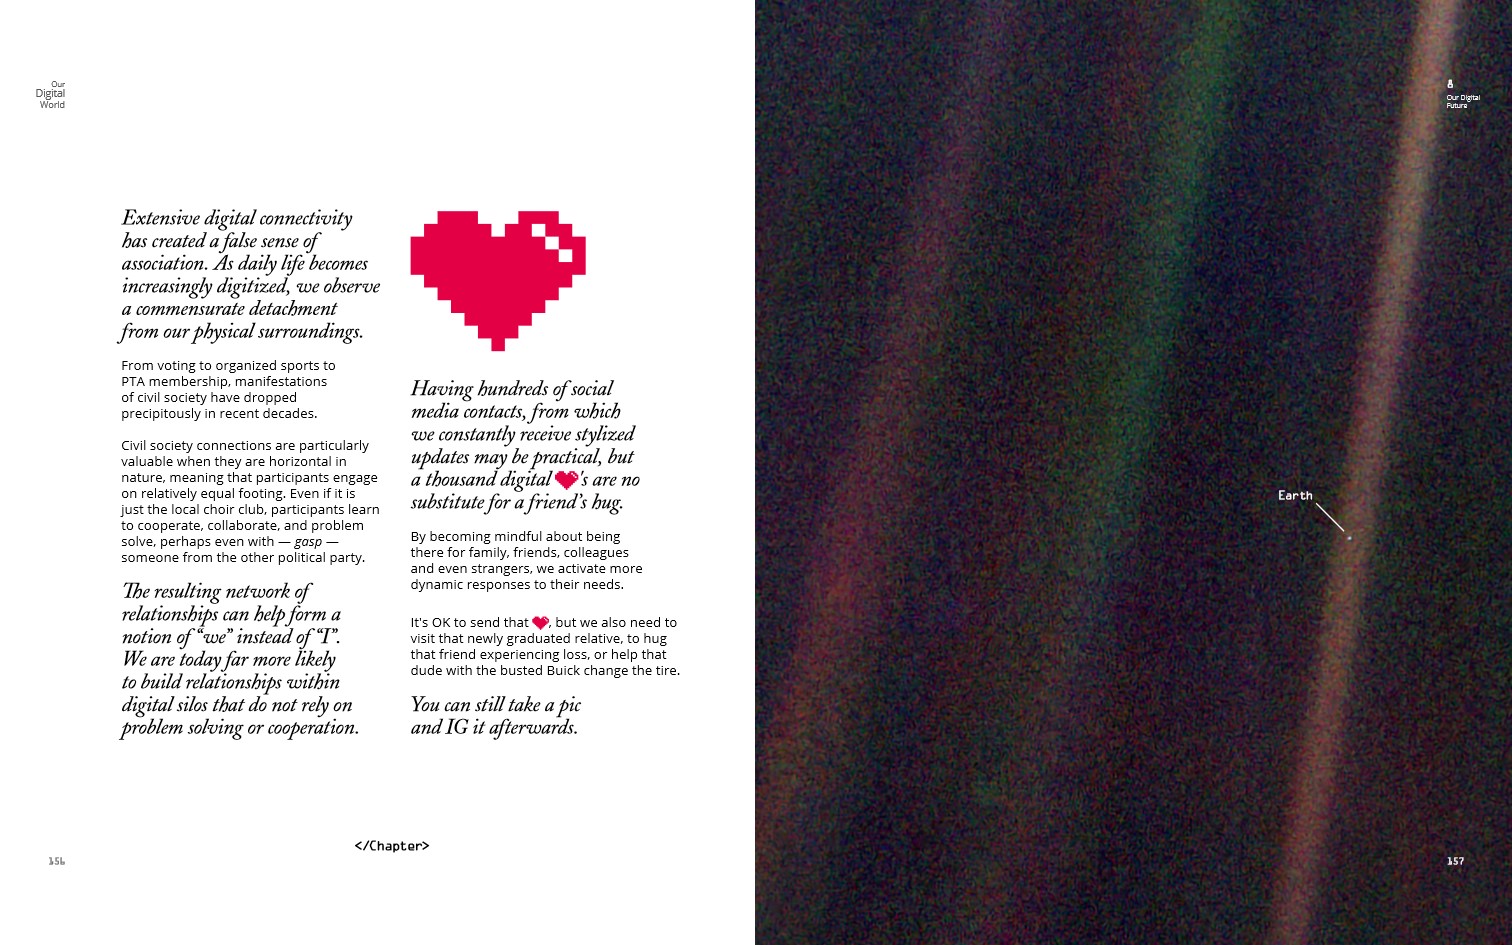 Our
Digital
World
Extensive digital connectivity
has created a false sense of
association. As daily life becomes
increasingly digitized, we observe
a commensurate detachment
from our physical surroundings.
From voting to organized sports to
PTA membership, manifestations
of civil society have dropped
precipitously in recent decades.
Civil society connections are particularly
valuable when they are horizontal in
nature, meaning that participants engage
on relatively equal footing. Even if it is
just the local choir club, participants learn
to cooperate, collaborate, and problem
solve, perhaps even with — gasp —
someone from the other political party.
The resulting network of
relationships can help form a
notion of “we” instead of “I”.
We are today far more likely
to build relationships within
digital silos that do not rely on
problem solving or cooperation.
Having hundreds of social
media contacts, from which
we constantly receive stylized
updates may be practical, but
a thousand digital ♥'s are no
substitute for a friend’s hug.
By becoming mindful about being
there for family, friends, colleagues
and even strangers, we activate more
dynamic responses to their needs.
It's OK to send that ♥, but we also need to
visit that newly graduated relative, to hug
that friend experiencing loss, or help that
dude with the busted Buick change the tire.
You can still take a pic
and IG it afterwards.
</Chapter>
156
8
Our Digital
Future
Earth
157